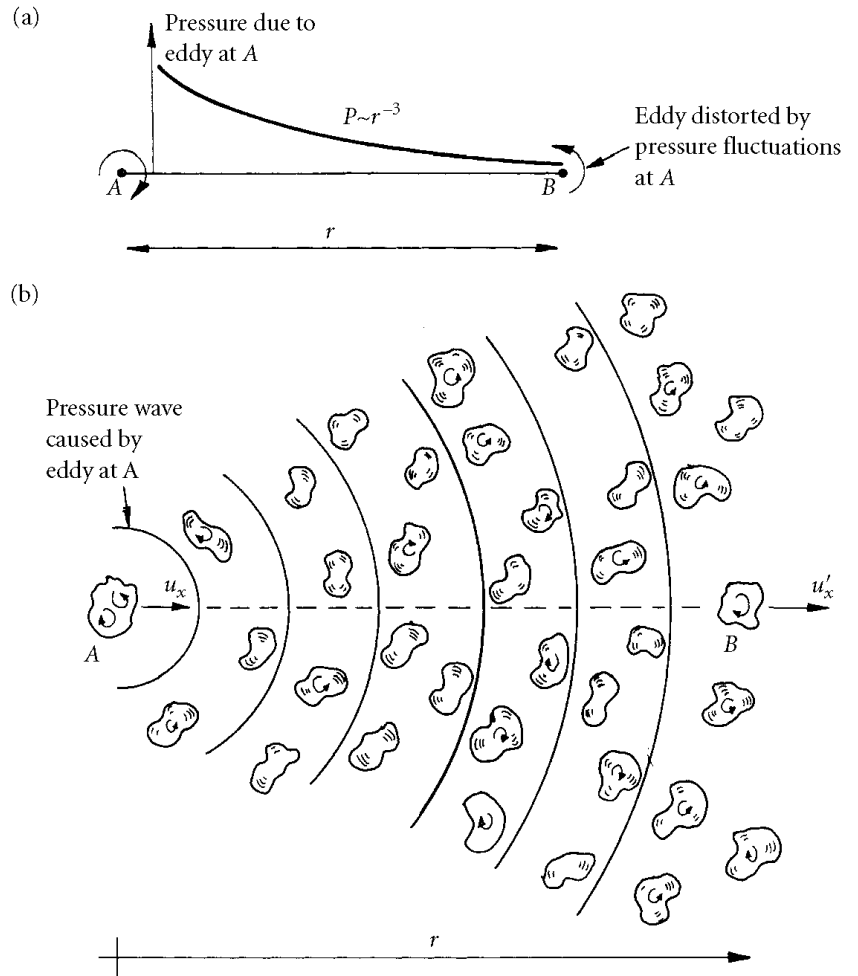 (a)
Pressure due to
eddy at A
P~r⁻³
Eddy distorted by
pressure fluctuations
at A
A
B
r
(b)
Pressure wave
caused by
eddy at A
uₓ
u′ₓ
A
B
r